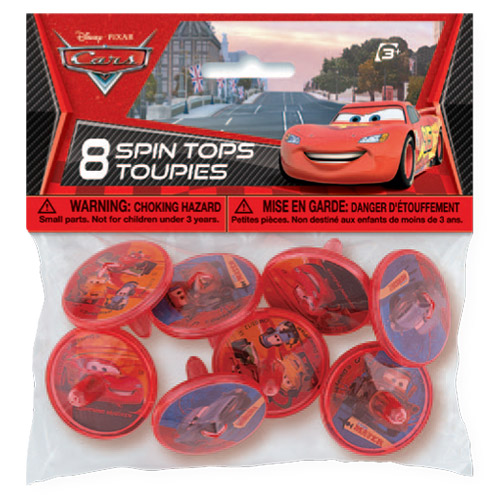 Disney · PIXAR
Cars
3+
8 SPIN TOPS
TOUPIES
WARNING: CHOKING HAZARD
Small parts. Not for children under 3 years.
MISE EN GARDE: DANGER D'ÉTOUFFEMENT
Petites pièces. Non destiné aux enfants de moins de 3 ans.
MATER